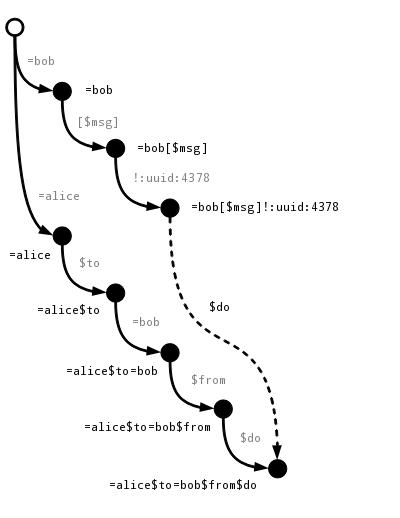 =bob
=bob
[$msg]
=bob[$msg]
!:uuid:4378
=alice
=bob[$msg]!:uuid:4378
=alice
$to
=alice$to
$do
=bob
=alice$to=bob
$from
=alice$to=bob$from
$do
=alice$to=bob$from$do